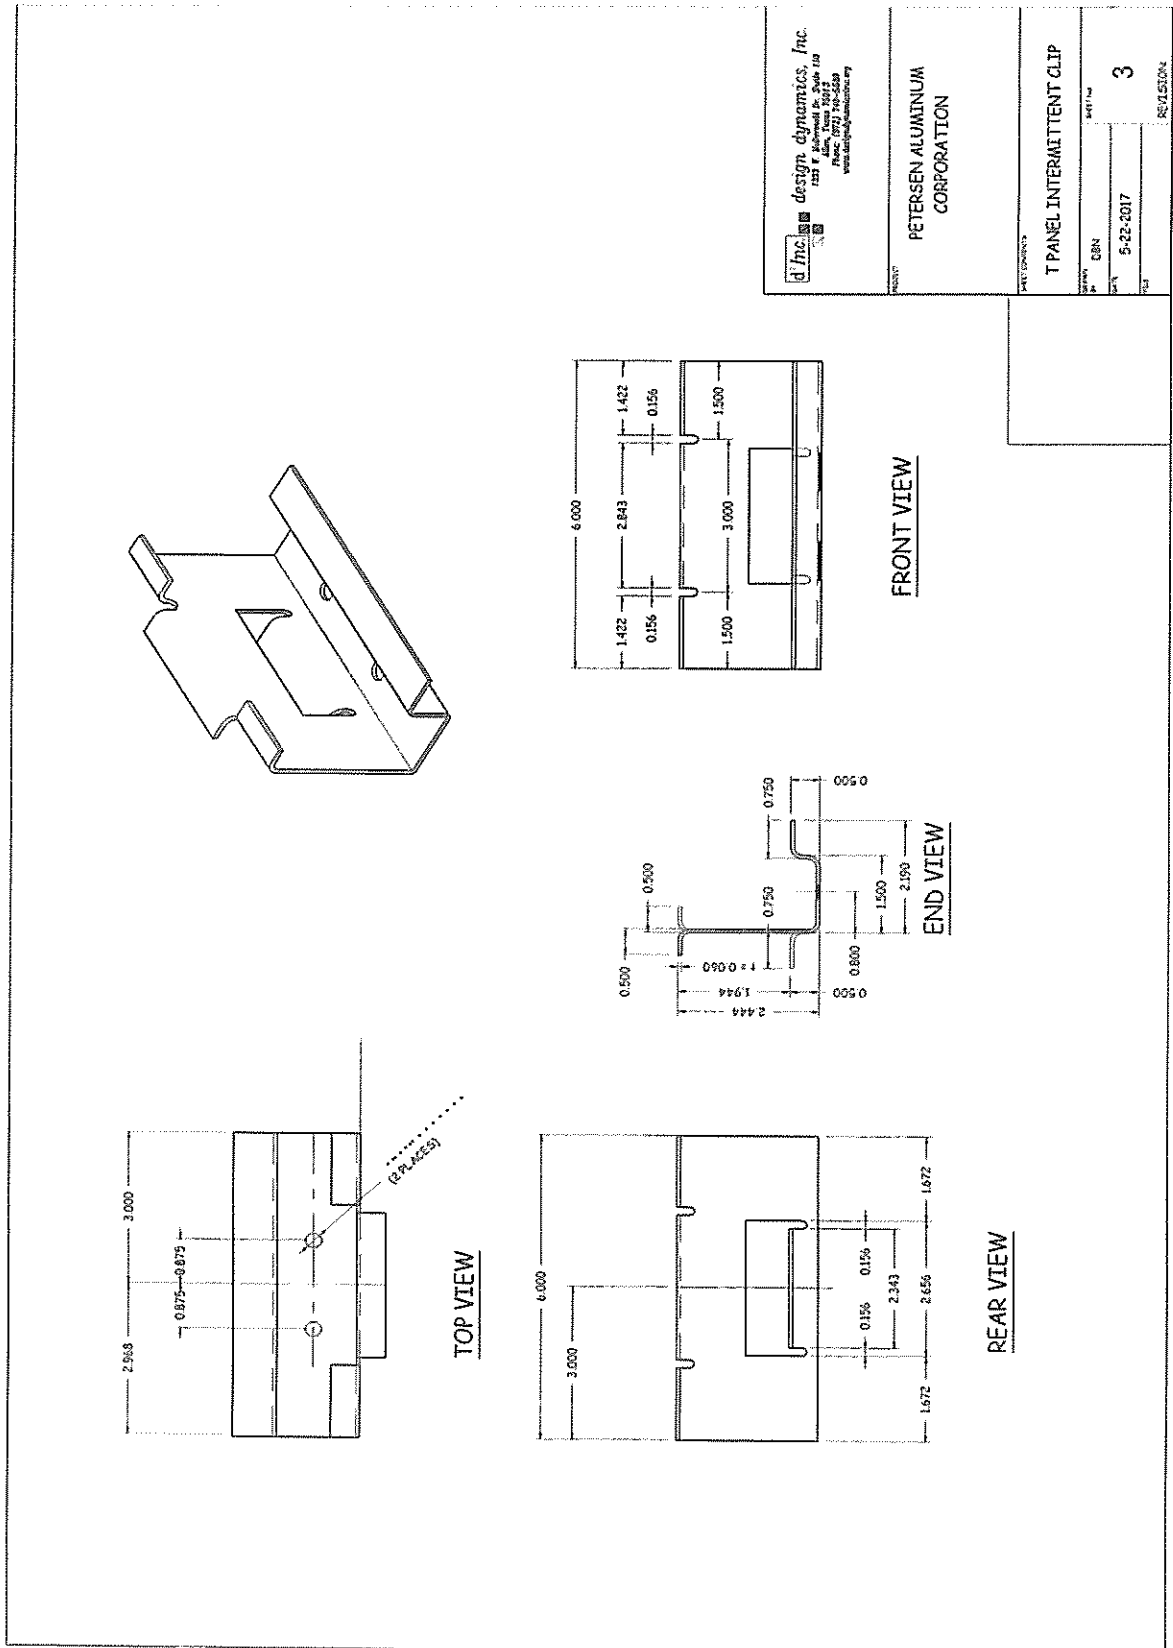 3.000
2.968
0.875
0.875
(2 PLACES)
TOP VIEW
6.000
3.000
0.156
0.156
2.343
1.672
2.656
1.672
REAR VIEW
0.500
0.500
t = 0.060
1.944
2.444
0.500
0.750
0.750
0.500
0.800
1.500
2.190
END VIEW
6.000
1.422
2.843
1.422
0.156
0.156
1.500
3.000
1.500
FRONT VIEW
d' Inc.
design dynamics, Inc.
PETERSEN ALUMINUM
CORPORATION
T PANEL INTERMITTENT CLIP
DBN
5-22-2017
3
REVISION: